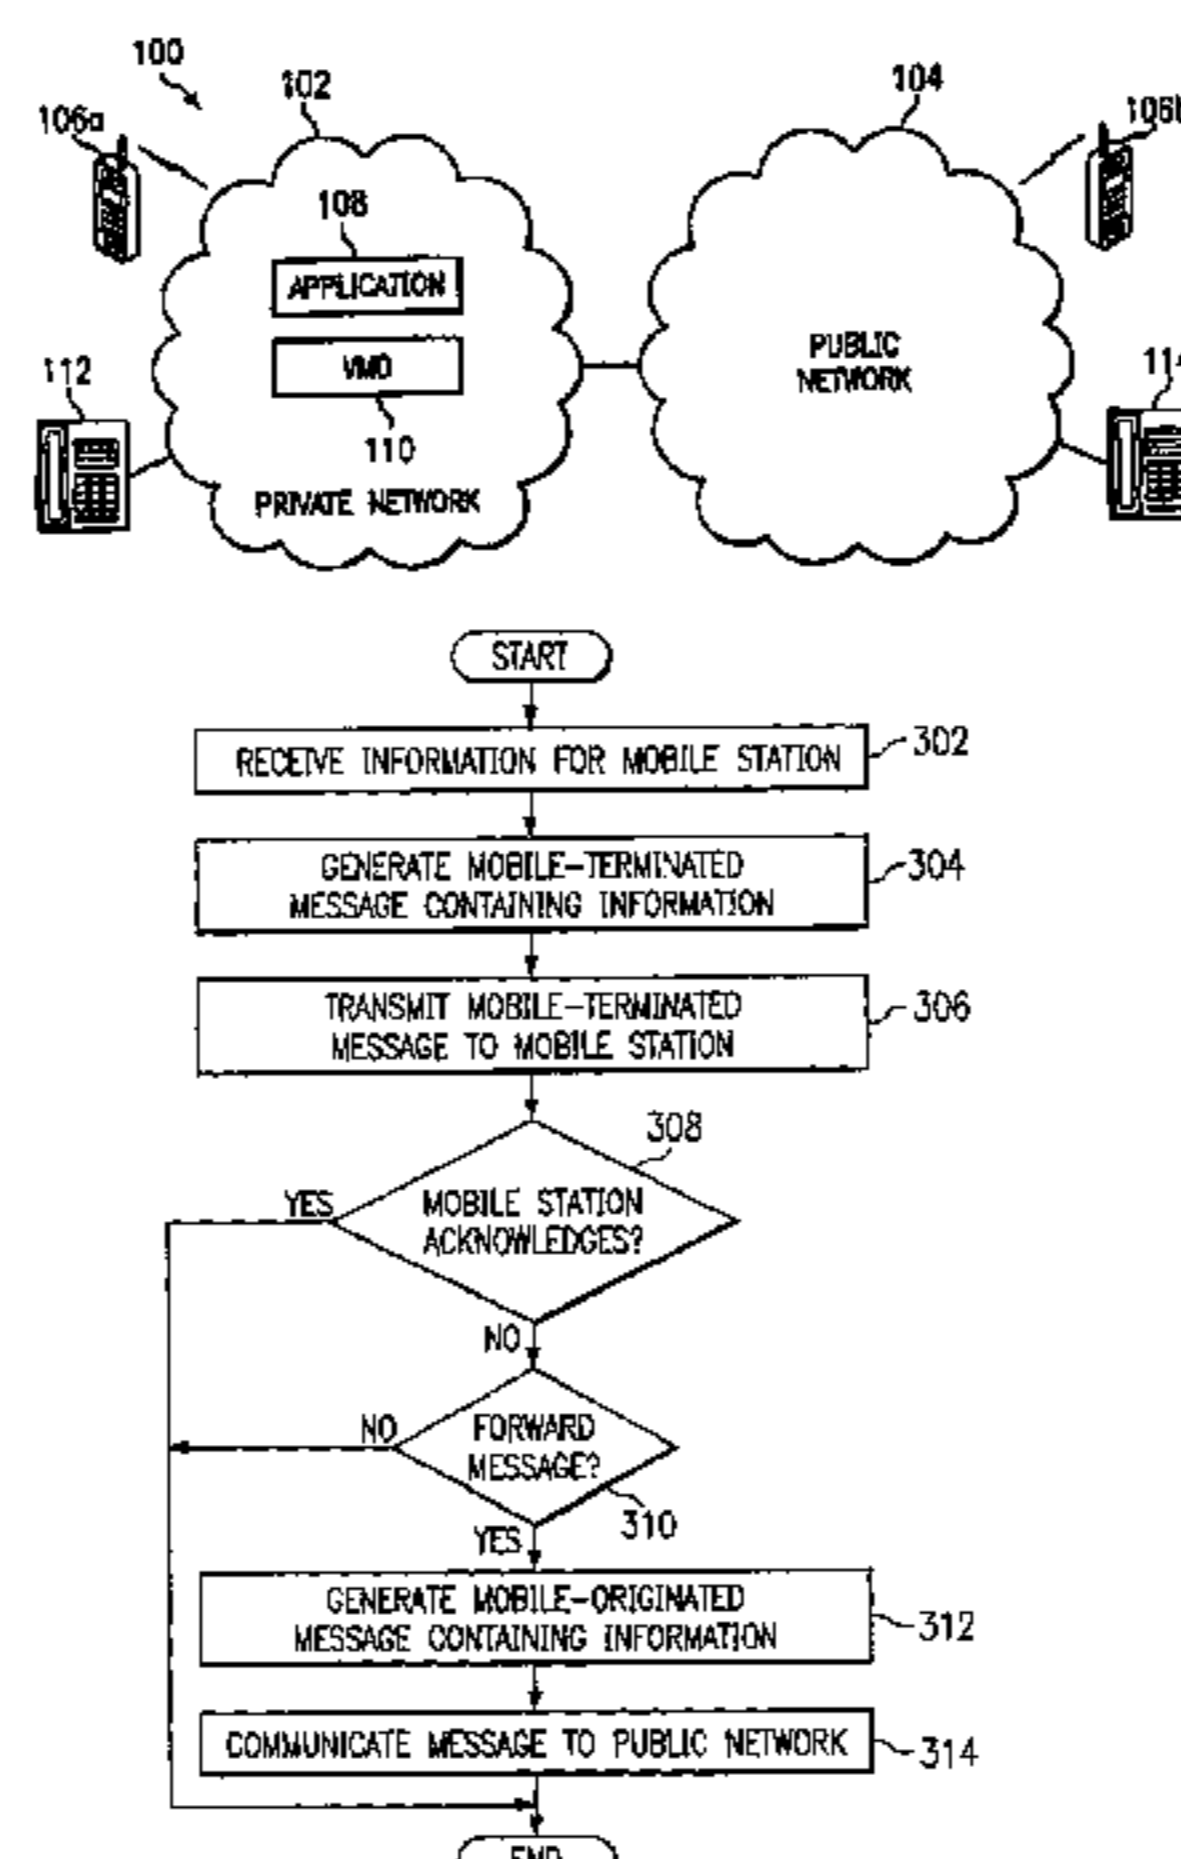 100
102
104
106a
106b
108
APPLICATION
VMD
110
112
PUBLIC
NETWORK
PRIVATE NETWORK
START
RECEIVE INFORMATION FOR MOBILE STATION
302
GENERATE MOBILE-TERMINATED
MESSAGE CONTAINING INFORMATION
304
TRANSMIT MOBILE-TERMINATED
MESSAGE TO MOBILE STATION
306
308
YES
MOBILE STATION
ACKNOWLEDGES?
NO
NO
FORWARD
MESSAGE?
310
YES
GENERATE MOBILE-ORIGINATED
MESSAGE CONTAINING INFORMATION
312
COMMUNICATE MESSAGE TO PUBLIC NETWORK
314
END